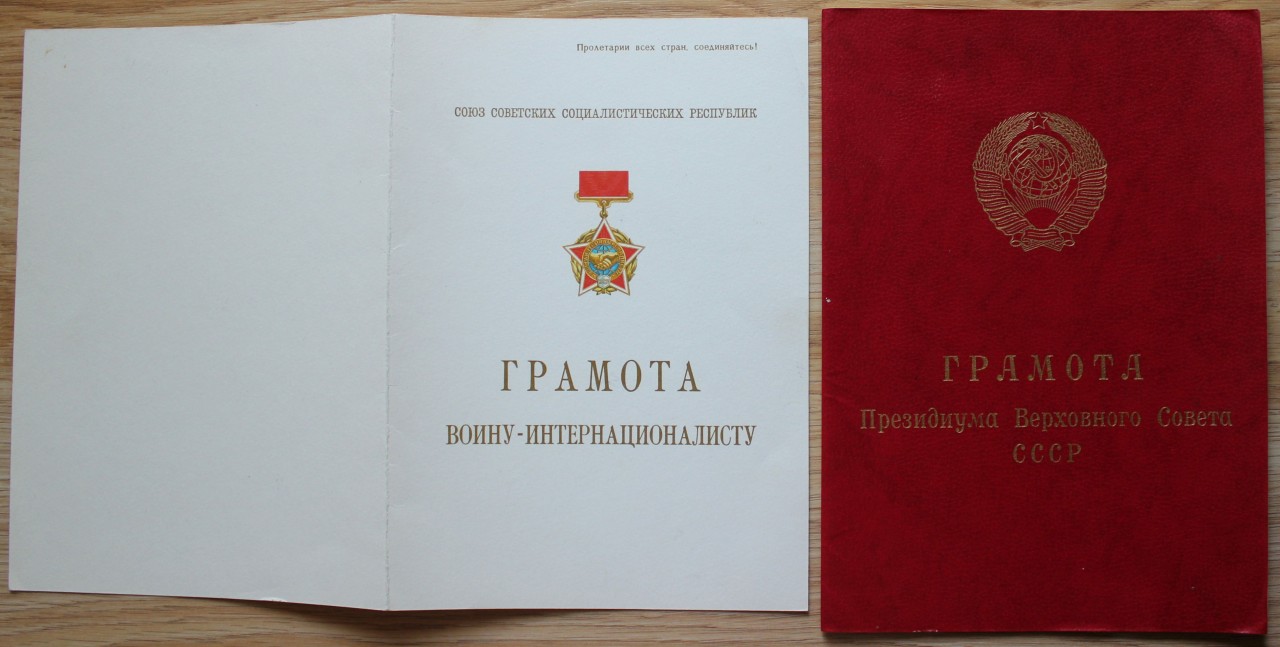 Пролетарии всех стран, соединяйтесь!
СОЮЗ СОВЕТСКИХ СОЦИАЛИСТИЧЕСКИХ РЕСПУБЛИК
ГРАМОТА
ВОИНУ-ИНТЕРНАЦИОНАЛИСТУ
ГРАМОТА
Президиума Верховного Совета
СССР